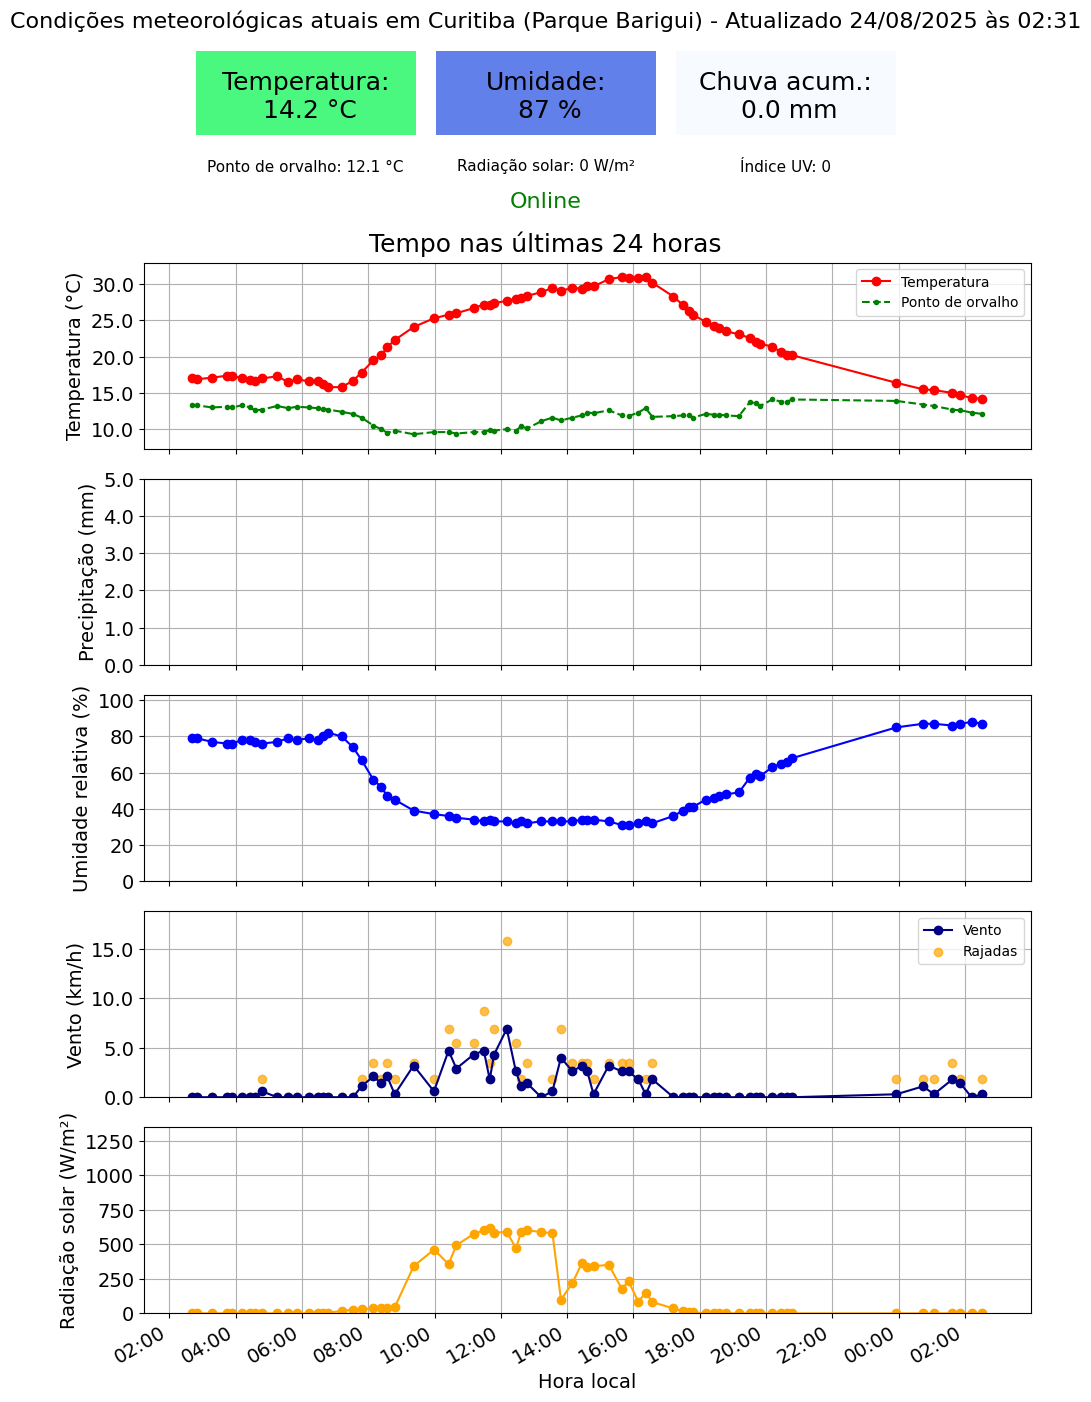 Condições meteorológicas atuais em Curitiba (Parque Barigui) - Atualizado 24/08/2025 às 02:31
Temperatura:
14.2 °C
Umidade:
87 %
Chuva acum.:
0.0 mm
Ponto de orvalho: 12.1 °C
Radiação solar: 0 W/m²
Índice UV: 0
Online
Tempo nas últimas 24 horas
Temperatura (°C)
30.0
25.0
20.0
15.0
10.0
Temperatura
Ponto de orvalho
Precipitação (mm)
5.0
4.0
3.0
2.0
1.0
0.0
Umidade relativa (%)
100
80
60
40
20
0
Vento (km/h)
15.0
10.0
5.0
0.0
Vento
Rajadas
Radiação solar (W/m²)
1250
1000
750
500
250
0
02:00 04:00 06:00 08:00 10:00 12:00 14:00 16:00 18:00 20:00 22:00 00:00 02:00
Hora local